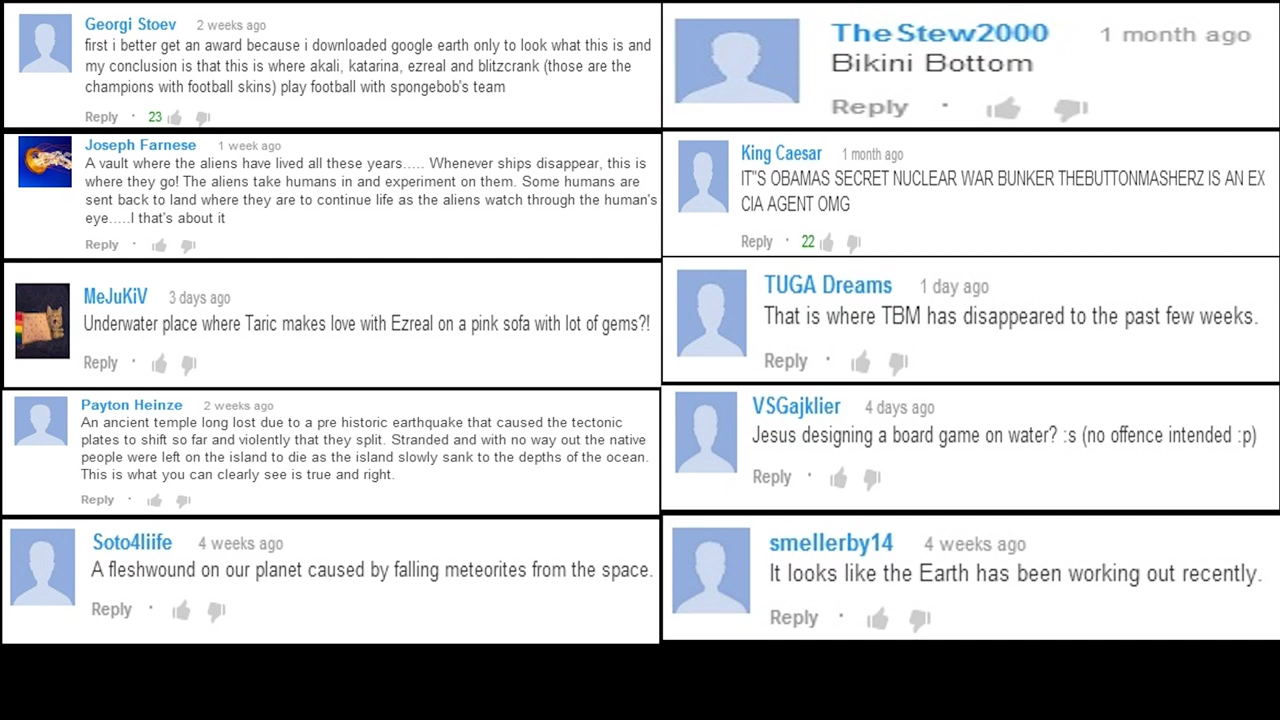 Georgi Stoev 2 weeks ago
first i better get an award because i downloaded google earth only to look what this is and
my conclusion is that this is where akali, katarina, ezreal and blitzcrank (those are the
champions with football skins) play football with spongebob's team
Reply · 23
Joseph Farnese 1 week ago
A vault where the aliens have lived all these years..... Whenever ships disappear, this is
where they go! The aliens take humans in and experiment on them. Some humans are
sent back to land where they are to continue life as the aliens watch through the human's
eye.....I that's about it
Reply ·
MeJuKiV 3 days ago
Underwater place where Taric makes love with Ezreal on a pink sofa with lot of gems?!
Reply ·
Payton Heinze 2 weeks ago
An ancient temple long lost due to a pre historic earthquake that caused the tectonic
plates to shift so far and violently that they split. Stranded and with no way out the native
people were left on the island to die as the island slowly sank to the depths of the ocean.
This is what you can clearly see is true and right.
Reply ·
Soto4liife 4 weeks ago
A fleshwound on our planet caused by falling meteorites from the space.
Reply ·
TheStew2000 1 month ago
Bikini Bottom
Reply ·
King Caesar 1 month ago
IT"S OBAMAS SECRET NUCLEAR WAR BUNKER THEBUTTONMASHERZ IS AN EX
CIA AGENT OMG
Reply · 22
TUGA Dreams 1 day ago
That is where TBM has disappeared to the past few weeks.
Reply ·
VSGajklier 4 days ago
Jesus designing a board game on water? :s (no offence intended :p)
Reply ·
smellerby14 4 weeks ago
It looks like the Earth has been working out recently.
Reply ·